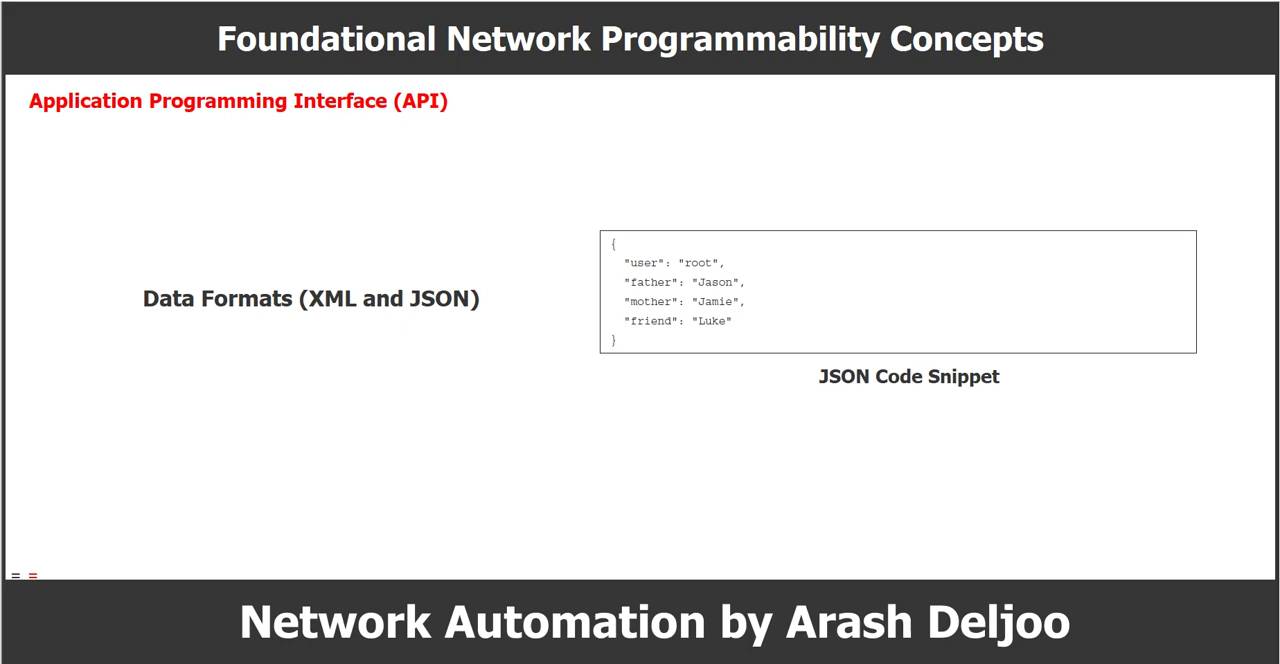 Foundational Network Programmability Concepts
Application Programming Interface (API)
Data Formats (XML and JSON)
{
"user": "root",
"father": "Jason",
"mother": "Jamie",
"friend": "Luke"
}
JSON Code Snippet
= =
Network Automation by Arash Deljoo